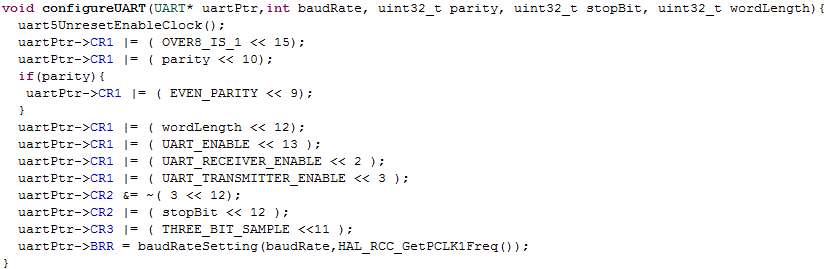 void configureUART(UART* uartPtr,int baudRate, uint32_t parity, uint32_t stopBit, uint32_t wordLength){
uart5UnresetEnableClock();
uartPtr->CR1 |= ( OVER8_IS_1 << 15);
uartPtr->CR1 |= ( parity << 10);
if(parity){
uartPtr->CR1 |= ( EVEN_PARITY << 9);
}
uartPtr->CR1 |= ( wordLength << 12);
uartPtr->CR1 |= ( UART_ENABLE << 13 );
uartPtr->CR1 |= ( UART_RECEIVER_ENABLE << 2 );
uartPtr->CR1 |= ( UART_TRANSMITTER_ENABLE << 3 );
uartPtr->CR2 &= ~( 3 << 12);
uartPtr->CR2 |= ( stopBit << 12 );
uartPtr->CR3 |= ( THREE_BIT_SAMPLE <<11 );
uartPtr->BRR = baudRateSetting(baudRate,HAL_RCC_GetPCLK1Freq());
}